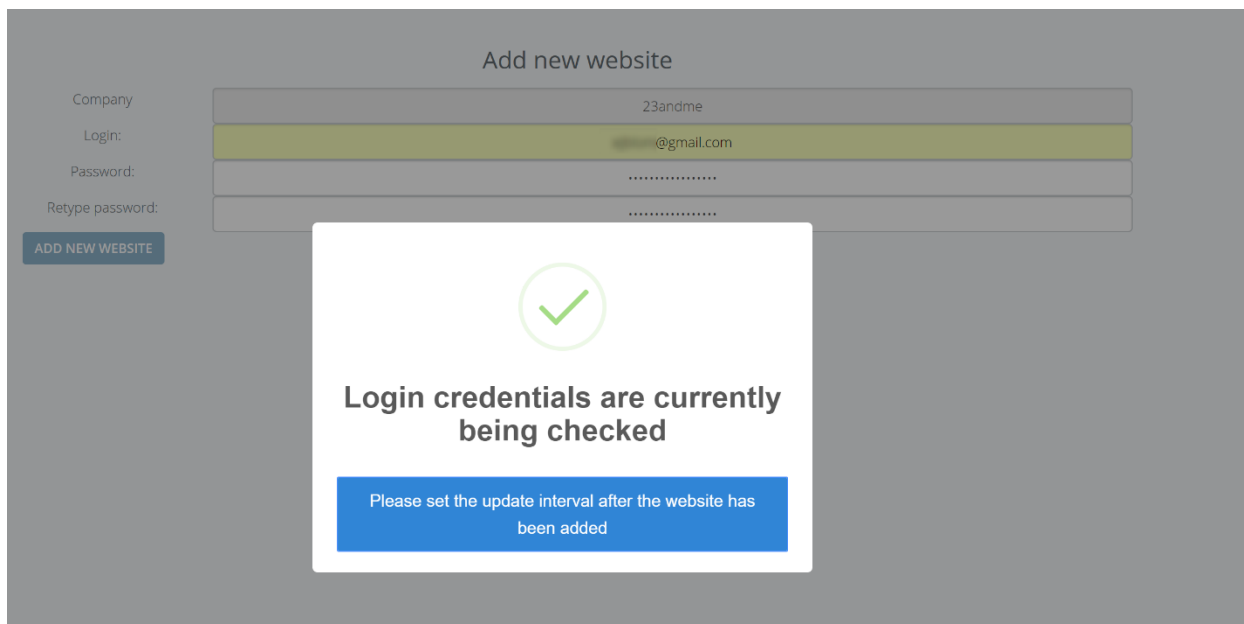 Add new website
Company
23andme
Login:
@gmail.com
Password:
.................
Retype password:
.................
ADD NEW WEBSITE
Login credentials are currently
being checked
Please set the update interval after the website has
been added